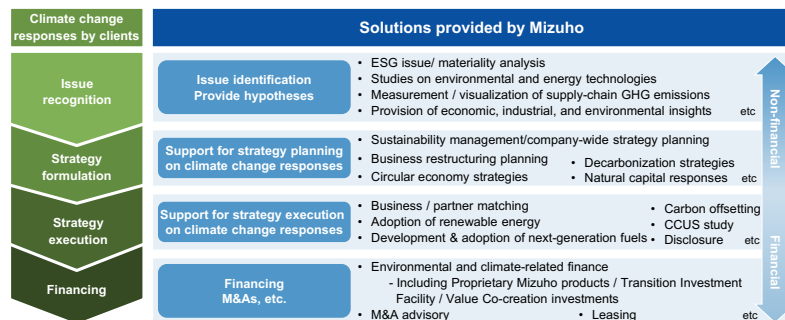 Climate change
responses by clients
Solutions provided by Mizuho
Issue
recognition
Issue identification
Provide hypotheses
• ESG issue/ materiality analysis
• Studies on environmental and energy technologies
• Measurement / visualization of supply-chain GHG emissions
• Provision of economic, industrial, and environmental insights etc
Strategy
formulation
Support for strategy planning
on climate change responses
• Sustainability management/company-wide strategy planning
• Business restructuring planning
• Circular economy strategies
• Decarbonization strategies
• Natural capital responses etc
Strategy
execution
Support for strategy execution
on climate change responses
• Business / partner matching
• Adoption of renewable energy
• Development & adoption of next-generation fuels
• Carbon offsetting
• CCUS study
• Disclosure etc
Financing
Financing
M&As, etc.
• Environmental and climate-related finance
- Including Proprietary Mizuho products / Transition Investment
Facility / Value Co-creation investments
• M&A advisory • Leasing etc
Non-financial
Financial